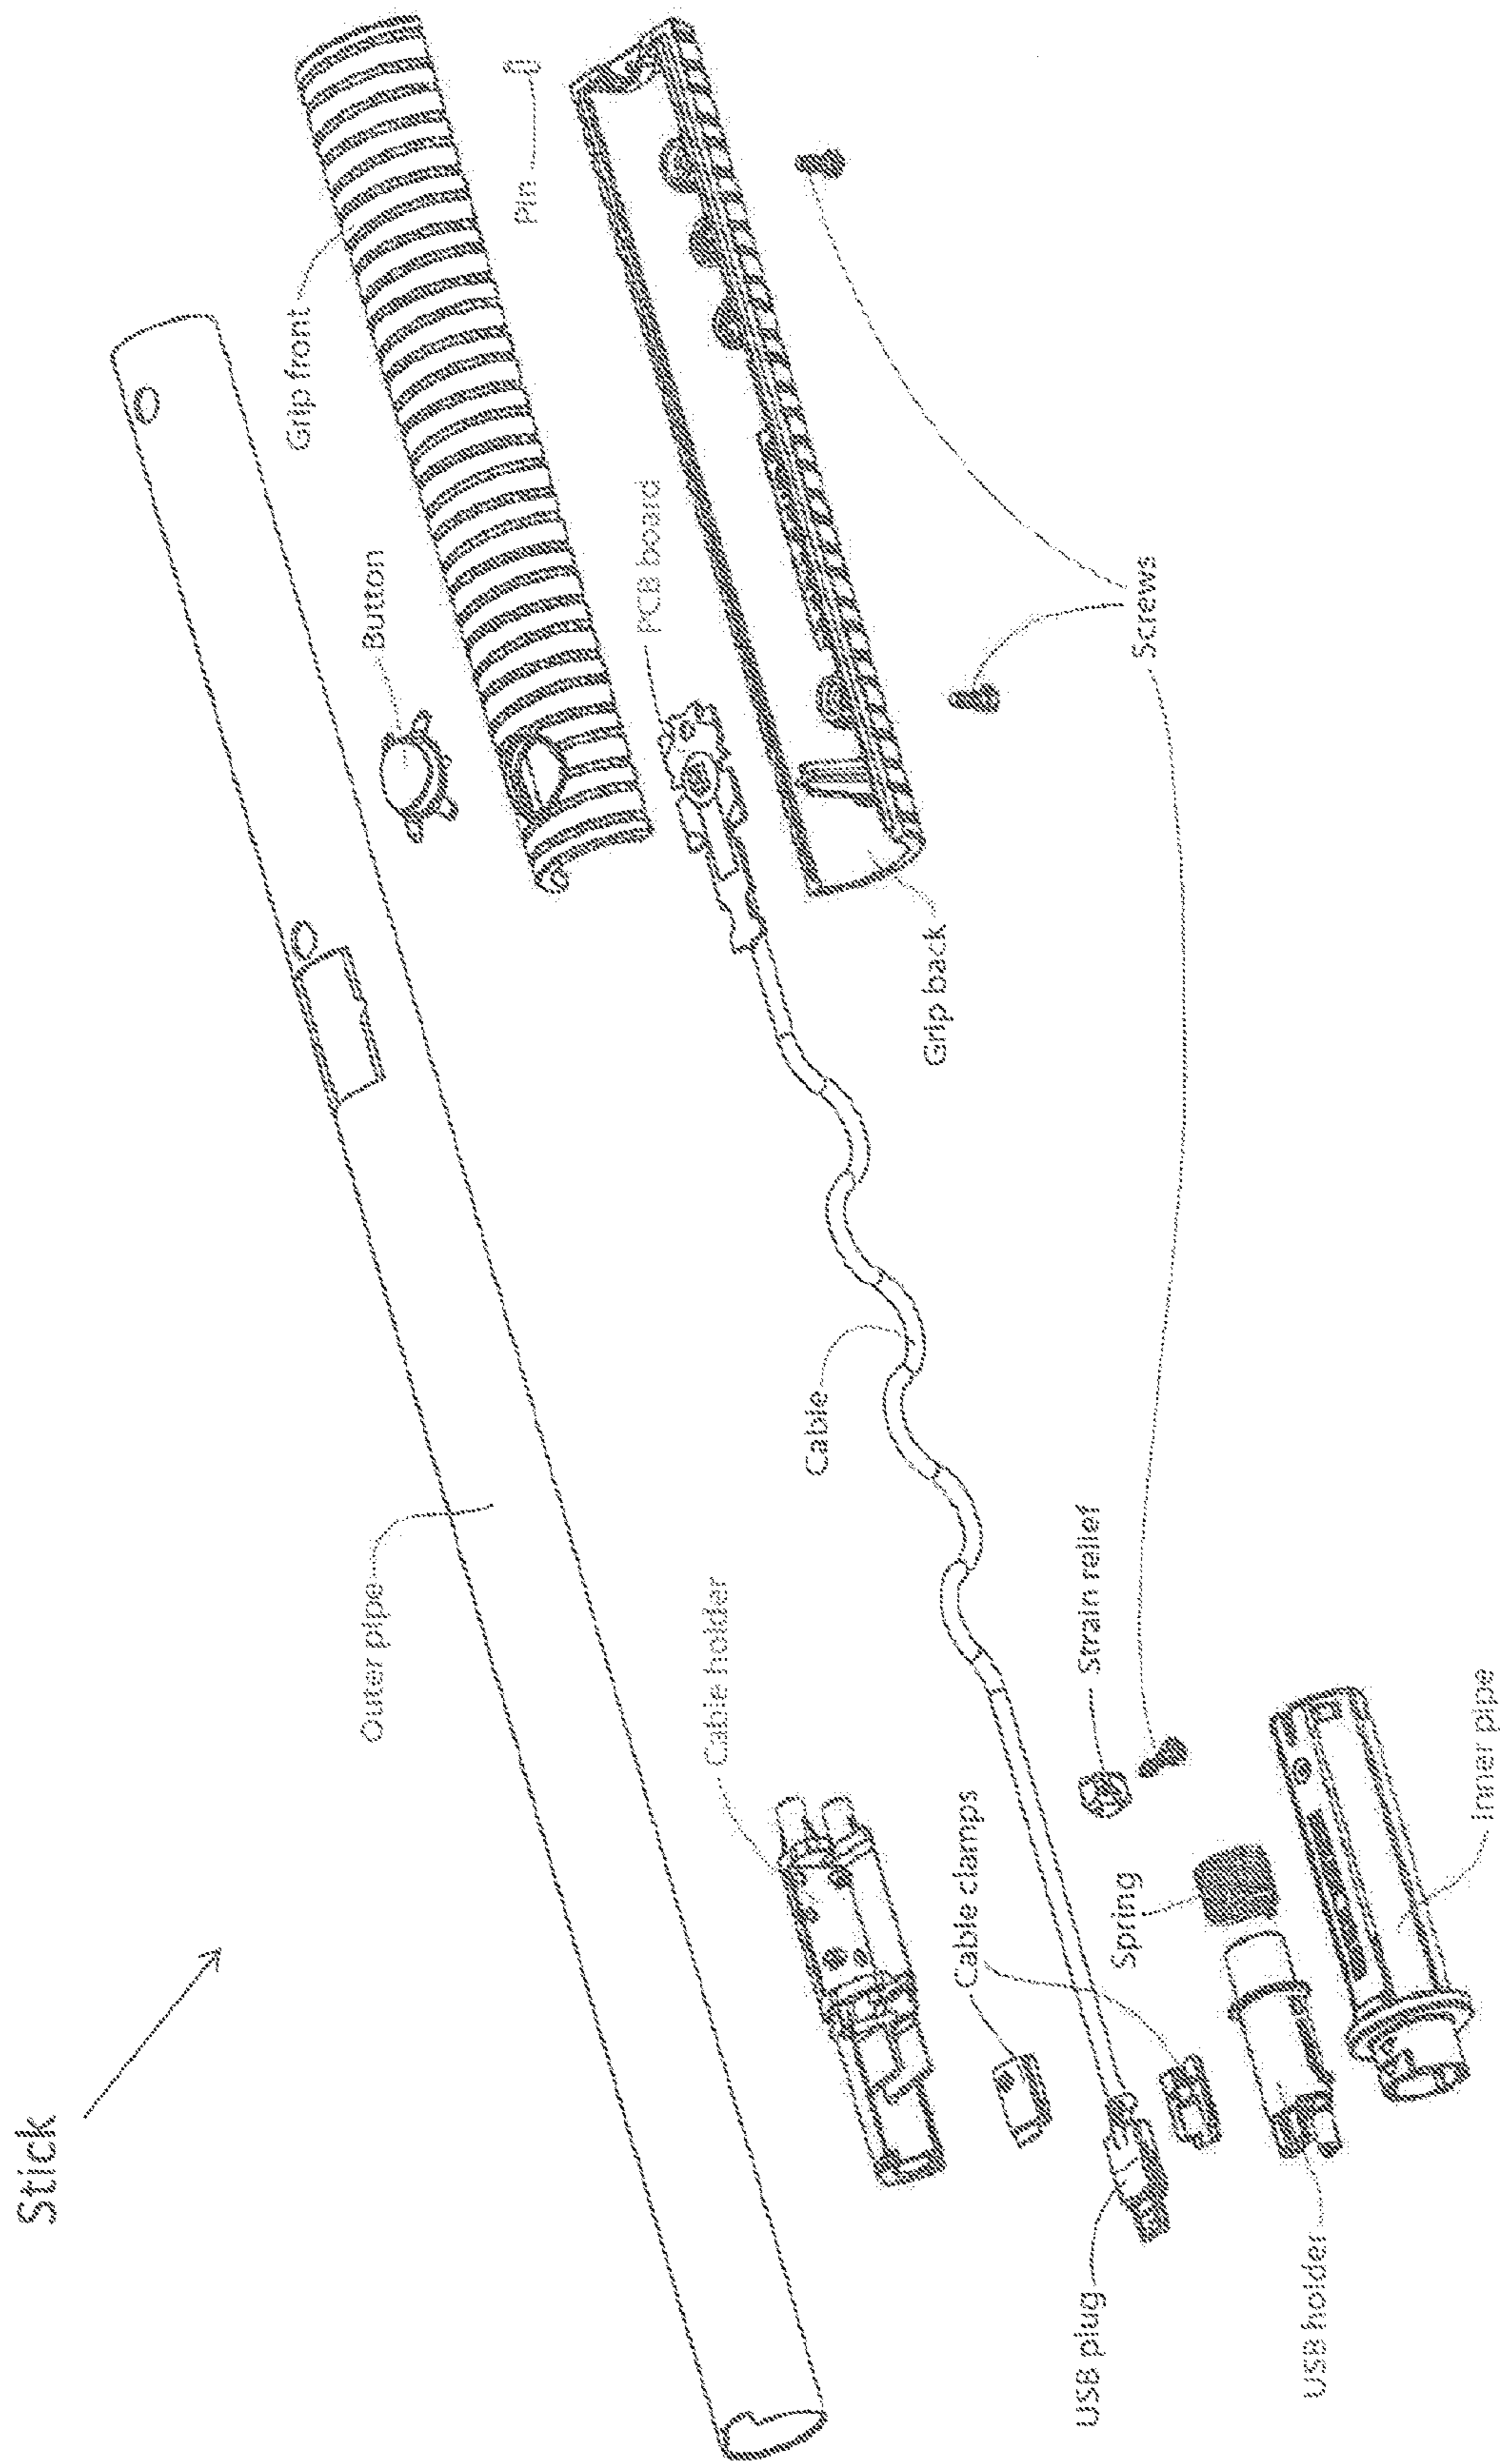 Stick
Outer pipe
Grip front
Button
Pin
PCB board
Cable holder
Cable
Grip back
Cable clamps
Strain relief
Screws
USB plug
Spring
USB holder
Inner pipe